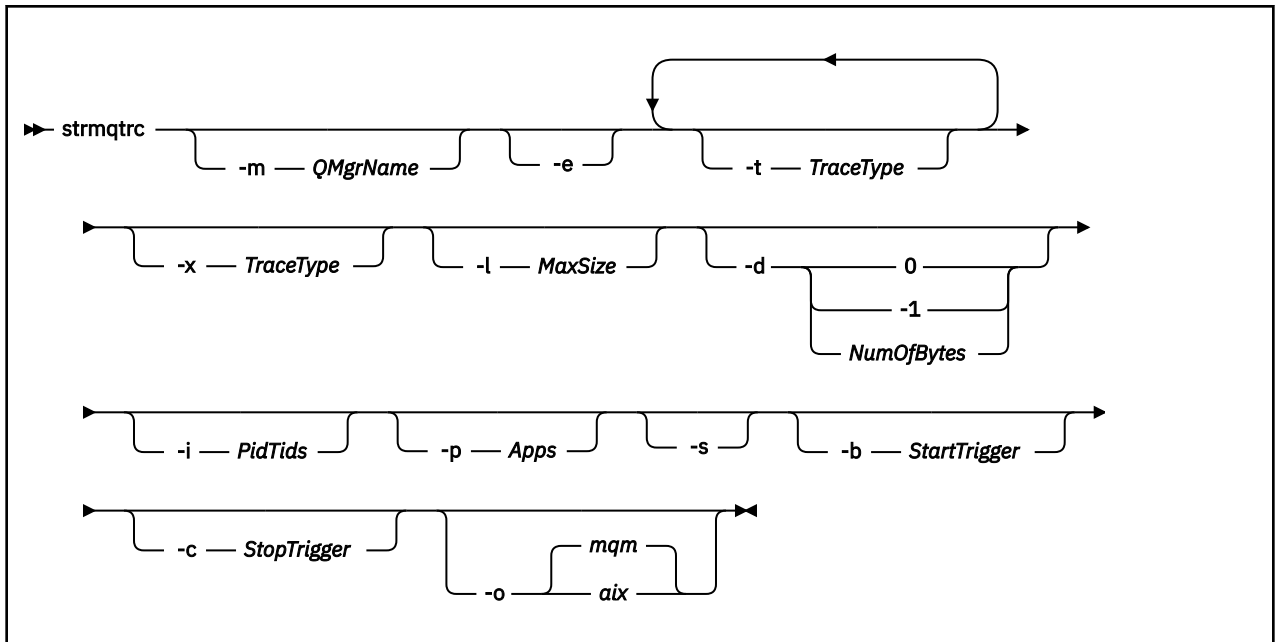 strmqtrc
-m QMgrName -e -t TraceType
-x TraceType -l MaxSize -d 0
-1
NumOfBytes
-i PidTids -p Apps -s -b StartTrigger
-c StopTrigger
mqm
-o aix